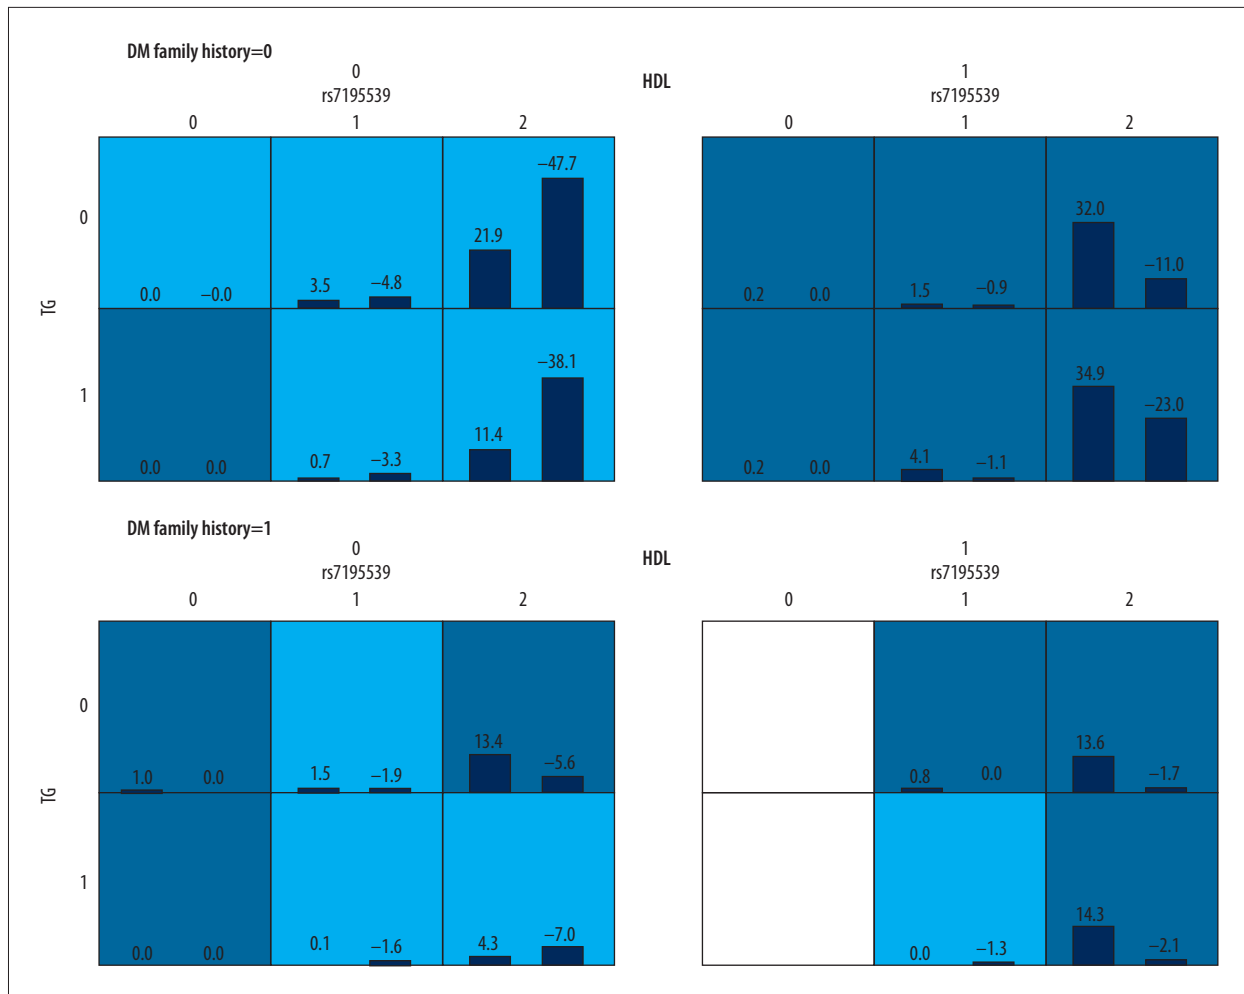 DM family history=0
0 HDL 1
rs7195539 rs7195539
0 1 2 0 1 2
TG
0
0.0 −0.0 3.5 −4.8 21.9 −47.7 0.2 0.0 1.5 −0.9 32.0 −11.0
1
0.0 0.0 0.7 −3.3 11.4 −38.1 0.2 0.0 4.1 −1.1 34.9 −23.0
DM family history=1
0 HDL 1
rs7195539 rs7195539
0 1 2 0 1 2
TG
0
1.0 0.0 1.5 −1.9 13.4 −5.6 0.8 0.0 13.6 −1.7
1
0.0 0.0 0.1 −1.6 4.3 −7.0 0.0 −1.3 14.3 −2.1